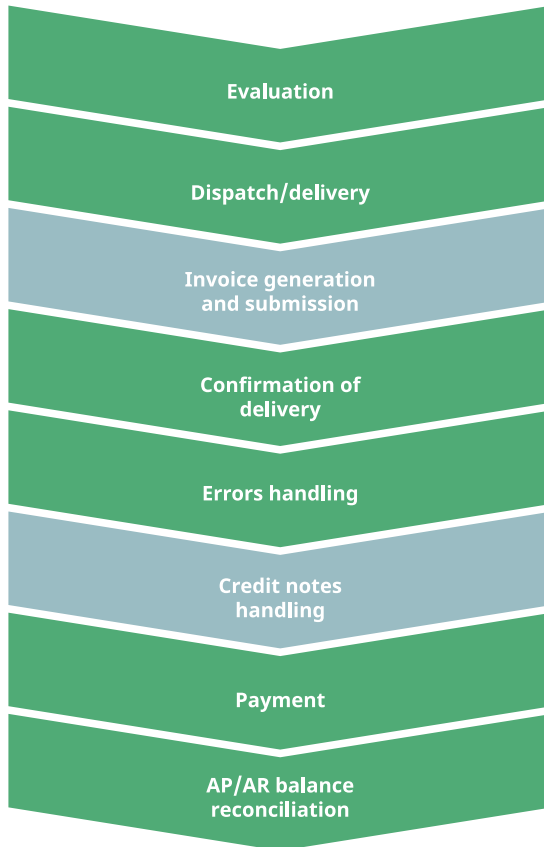 Evaluation
Dispatch/delivery
Invoice generation
and submission
Confirmation of
delivery
Errors handling
Credit notes
handling
Payment
AP/AR balance
reconciliation